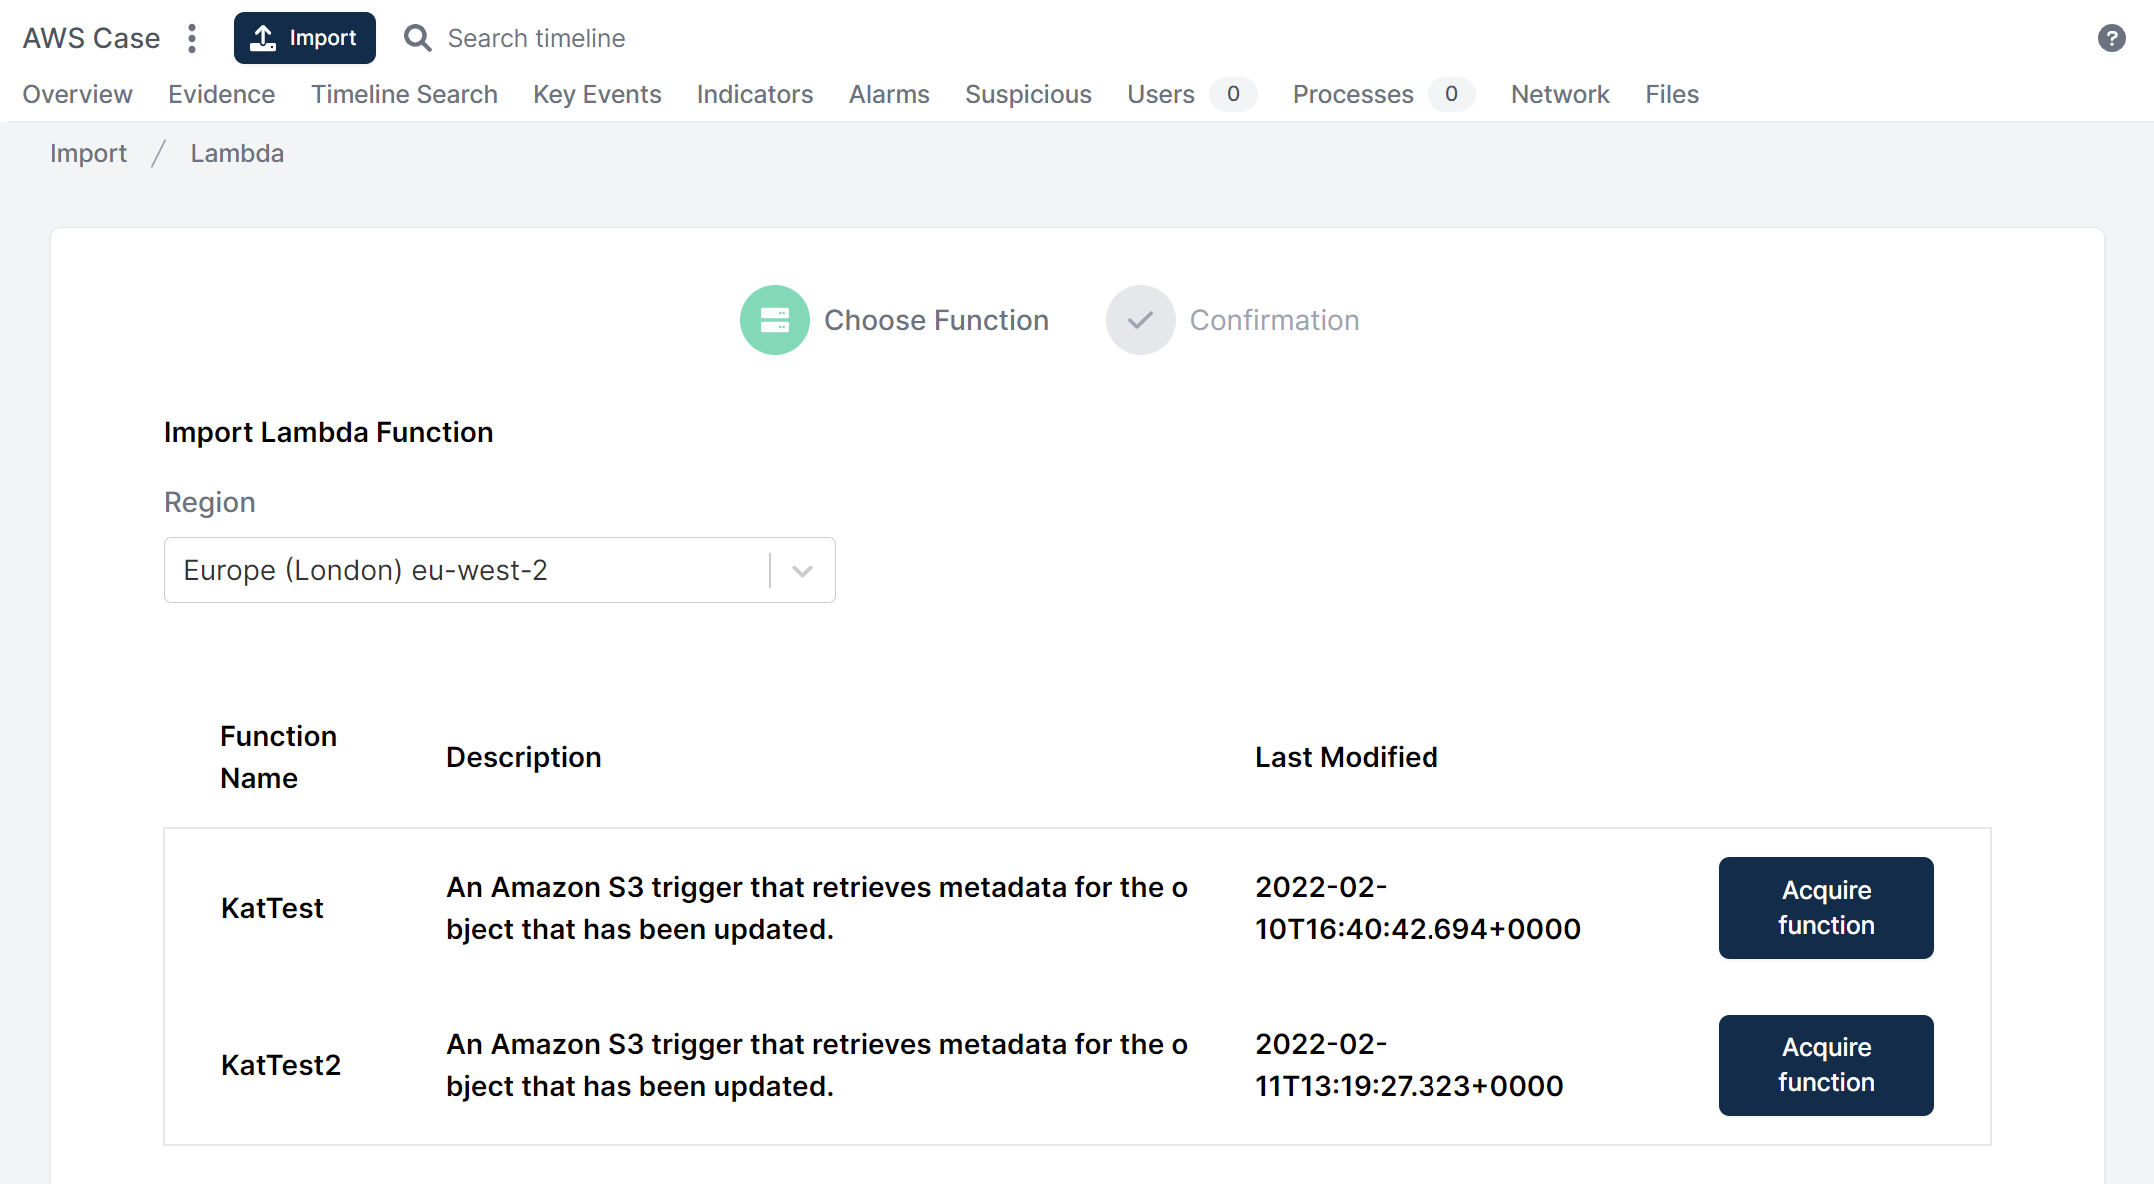 AWS Case
Import
Search timeline
?
Overview Evidence Timeline Search Key Events Indicators Alarms Suspicious Users 0 Processes 0 Network Files
Import / Lambda
Choose Function
Confirmation
Import Lambda Function
Region
Europe (London) eu-west-2
Function
Name
Description
Last Modified
KatTest
An Amazon S3 trigger that retrieves metadata for the o
bject that has been updated.
2022-02-
10T16:40:42.694+0000
Acquire
function
KatTest2
An Amazon S3 trigger that retrieves metadata for the o
bject that has been updated.
2022-02-
11T13:19:27.323+0000
Acquire
function